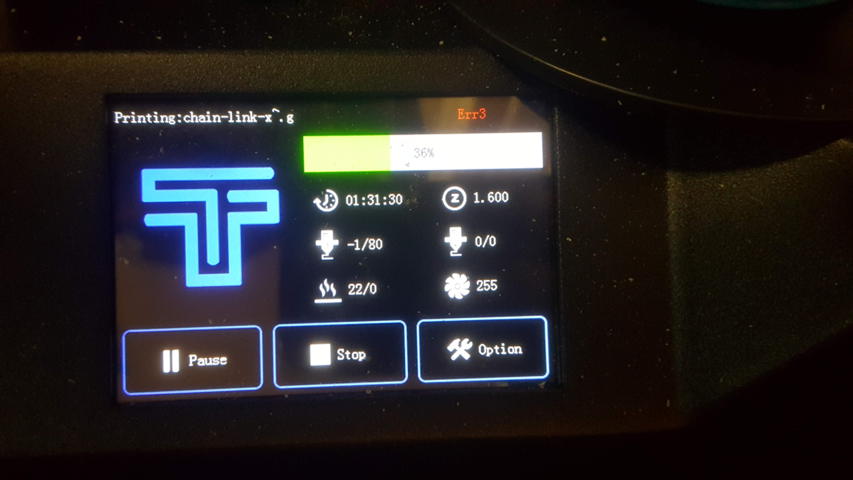 Printing:chain-link-x~.g
Err3
36%
01:31:30
Z 1.600
-1/80
0/0
22/0
255
Pause
Stop
Option